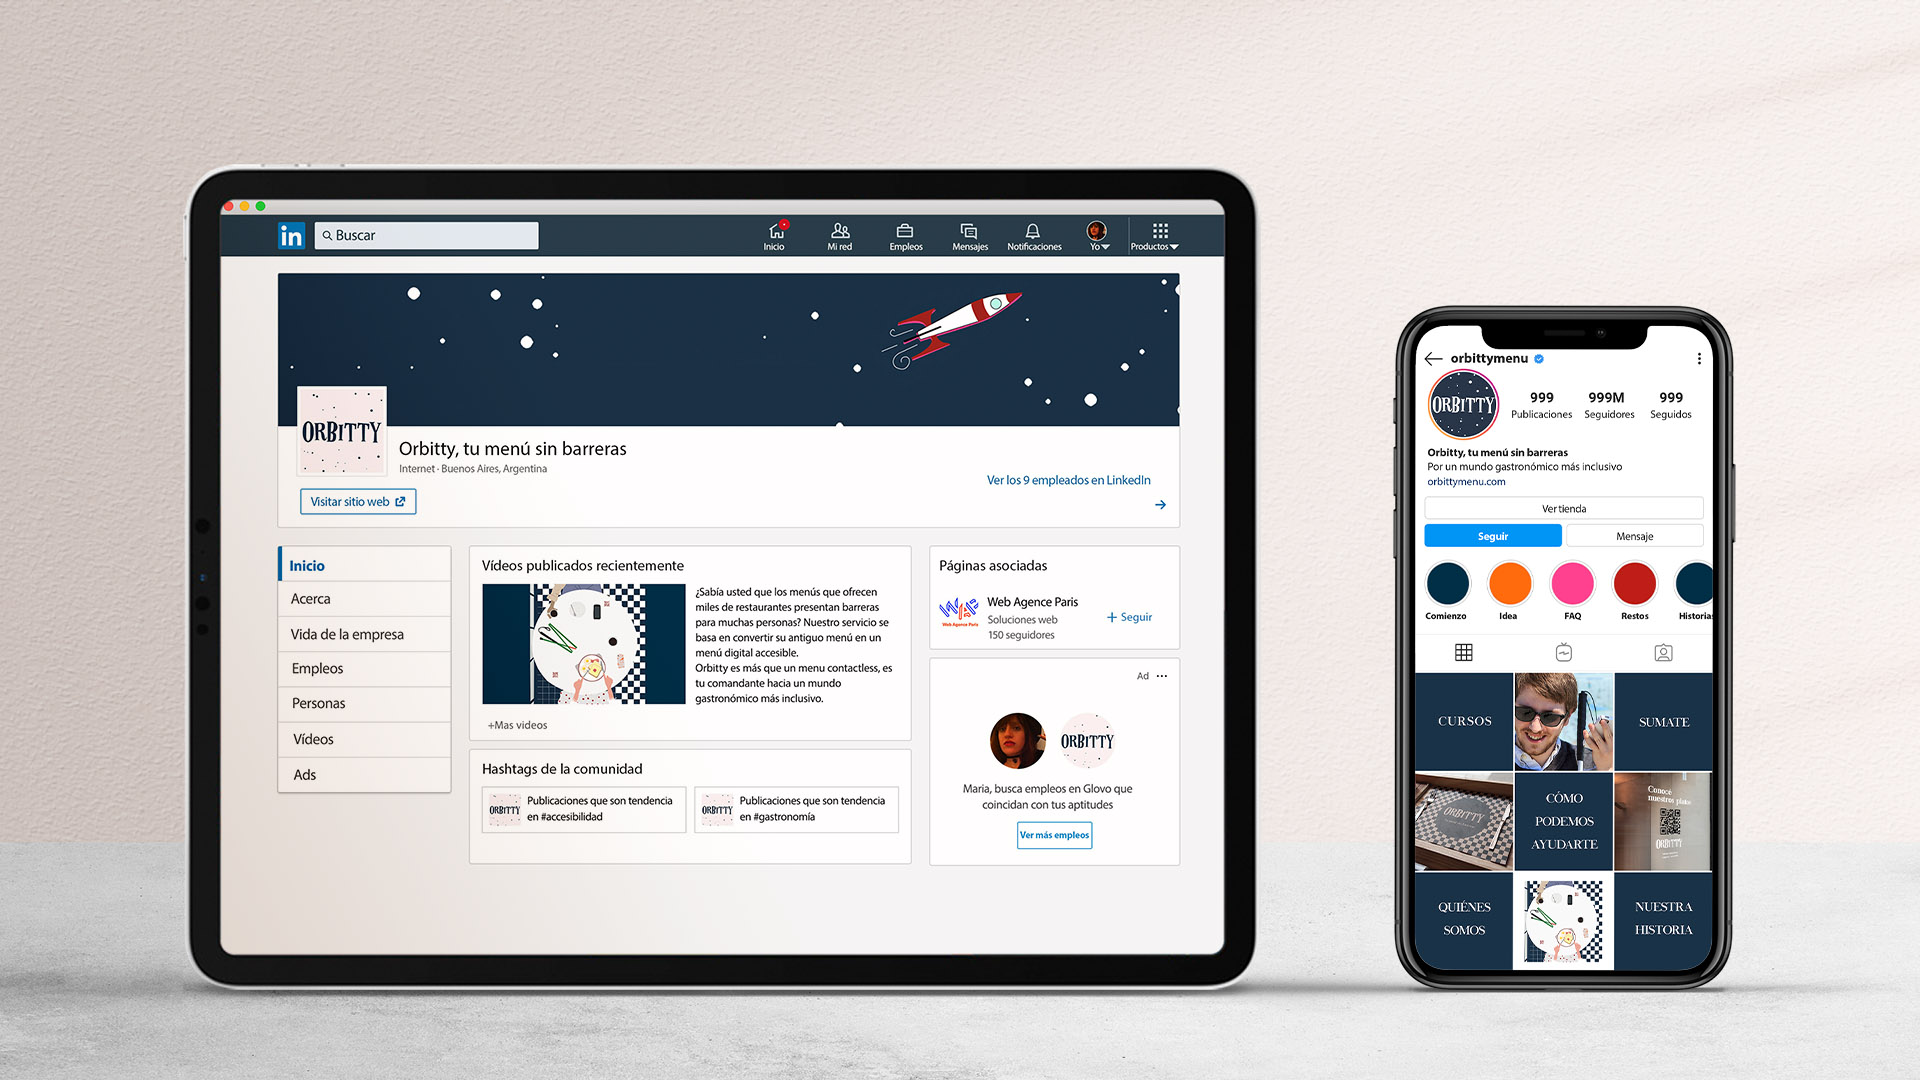 in
Buscar
Inicio
Mi red
Empleos
Mensajes
Notificaciones
Yo
Productos
ORBITTY
Orbitty, tu menú sin barreras
Internet · Buenos Aires, Argentina
Visitar sitio web
Ver los 9 empleados en LinkedIn
Inicio
Acerca
Vida de la empresa
Empleos
Personas
Vídeos
Ads
Vídeos publicados recientemente
¿Sabía usted que los menús que ofrecen
miles de restaurantes presentan barreras
para muchas personas? Nuestro servicio se
basa en convertir su antiguo menú en un
menú digital accesible.
Orbitty es más que un menu contactless, es
tu comandante hacia un mundo
gastronómico más inclusivo.
+Mas videos
Hashtags de la comunidad
ORBITTY
Publicaciones que son tendencia
en #accesibilidad
ORBITTY
Publicaciones que son tendencia
en #gastronomía
Páginas asociadas
Web Agence Paris
Web Agence Paris
Soluciones web
150 seguidores
+ Seguir
Ad
ORBITTY
Maria, busca empleos en Glovo que
coincidan con tus aptitudes
Ver más empleos
orbittymenu
ORBITTY
999
Publicaciones
999M
Seguidores
999
Seguidos
Orbitty, tu menú sin barreras
Por un mundo gastronómico más inclusivo
orbittymenu.com
Ver tienda
Seguir
Mensaje
Comienzo
Idea
FAQ
Restos
Historias
CURSOS
SUMATE
ORBITTY
CÓMO
PODEMOS
AYUDARTE
Conocé
nuestros platos
ORBITTY
QUIÉNES
SOMOS
NUESTRA
HISTORIA